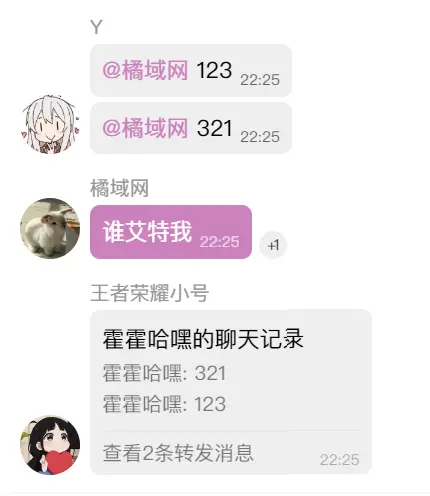 Y
@橘域网 123 22:25
@橘域网 321 22:25
橘域网
谁艾特我 22:25
+1
王者荣耀小号
霍霍哈嘿的聊天记录
霍霍哈嘿: 321
霍霍哈嘿: 123
查看2条转发消息 22:25